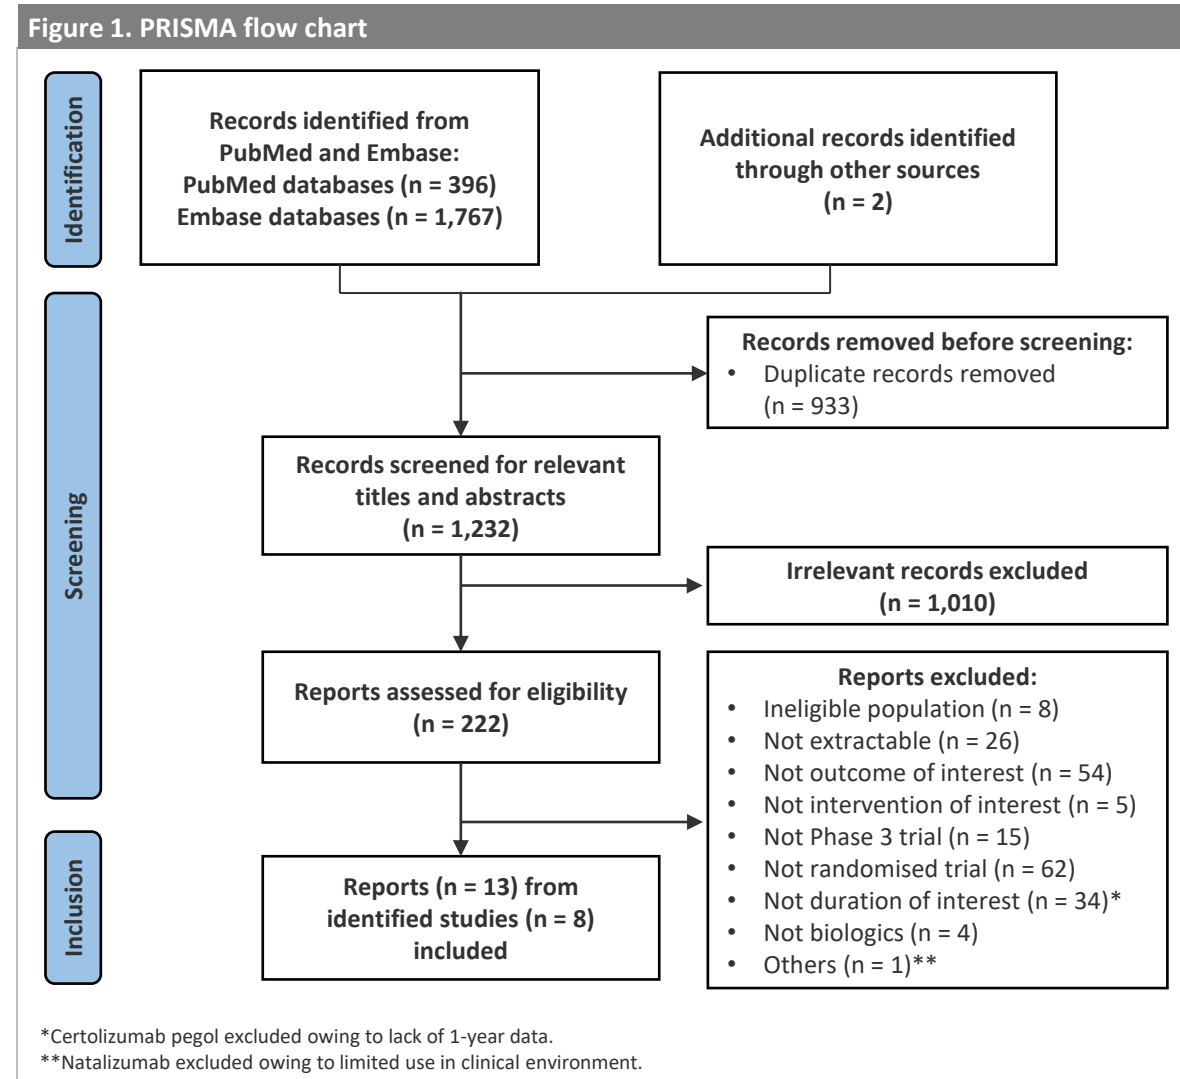 Figure 1. PRISMA flow chart
Identification
Records identified from
PubMed and Embase:
PubMed databases (n = 396)
Embase databases (n = 1,767)
Additional records identified
through other sources
(n = 2)
Screening
Records removed before screening:
• Duplicate records removed
(n = 933)
Records screened for relevant
titles and abstracts
(n = 1,232)
Irrelevant records excluded
(n = 1,010)
Reports assessed for eligibility
(n = 222)
Reports excluded:
• Ineligible population (n = 8)
• Not extractable (n = 26)
• Not outcome of interest (n = 54)
• Not intervention of interest (n = 5)
• Not Phase 3 trial (n = 15)
• Not randomised trial (n = 62)
• Not duration of interest (n = 34)*
• Not biologics (n = 4)
• Others (n = 1)**
Inclusion
Reports (n = 13) from
identified studies (n = 8)
included
*Certolizumab pegol excluded owing to lack of 1-year data.
**Natalizumab excluded owing to limited use in clinical environment.